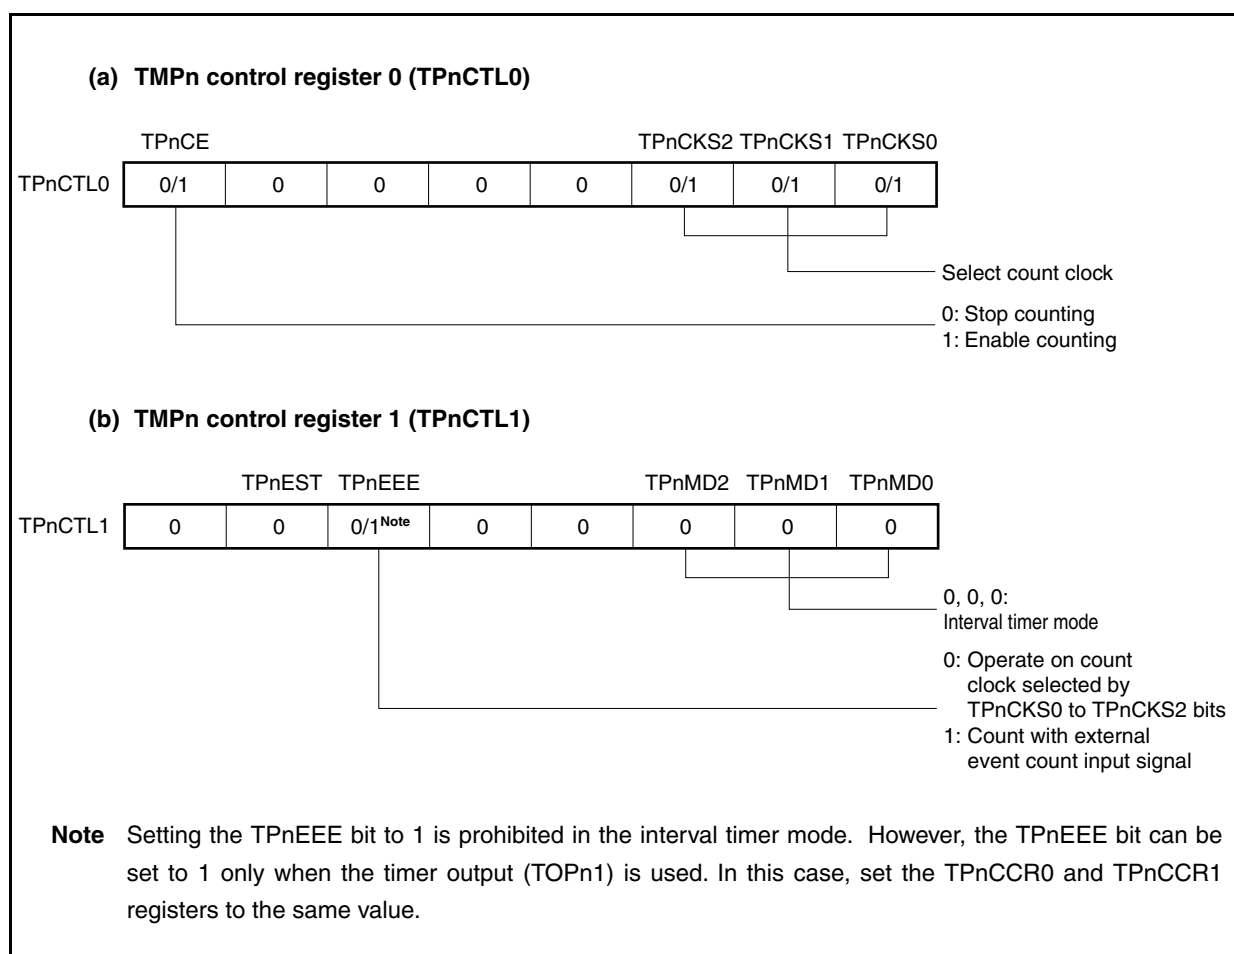 (a) TMPn control register 0 (TPnCTL0)
TPnCE TPnCKS2 TPnCKS1 TPnCKS0
TPnCTL0 0/1 0 0 0 0 0/1 0/1 0/1
Select count clock
0: Stop counting
1: Enable counting
(b) TMPn control register 1 (TPnCTL1)
TPnEST TPnEEE TPnMD2 TPnMD1 TPnMD0
TPnCTL1 0 0 0/1Note 0 0 0 0 0
0, 0, 0:
Interval timer mode
0: Operate on count
clock selected by
TPnCKS0 to TPnCKS2 bits
1: Count with external
event count input signal
Note Setting the TPnEEE bit to 1 is prohibited in the interval timer mode. However, the TPnEEE bit can be
set to 1 only when the timer output (TOPn1) is used. In this case, set the TPnCCR0 and TPnCCR1
registers to the same value.